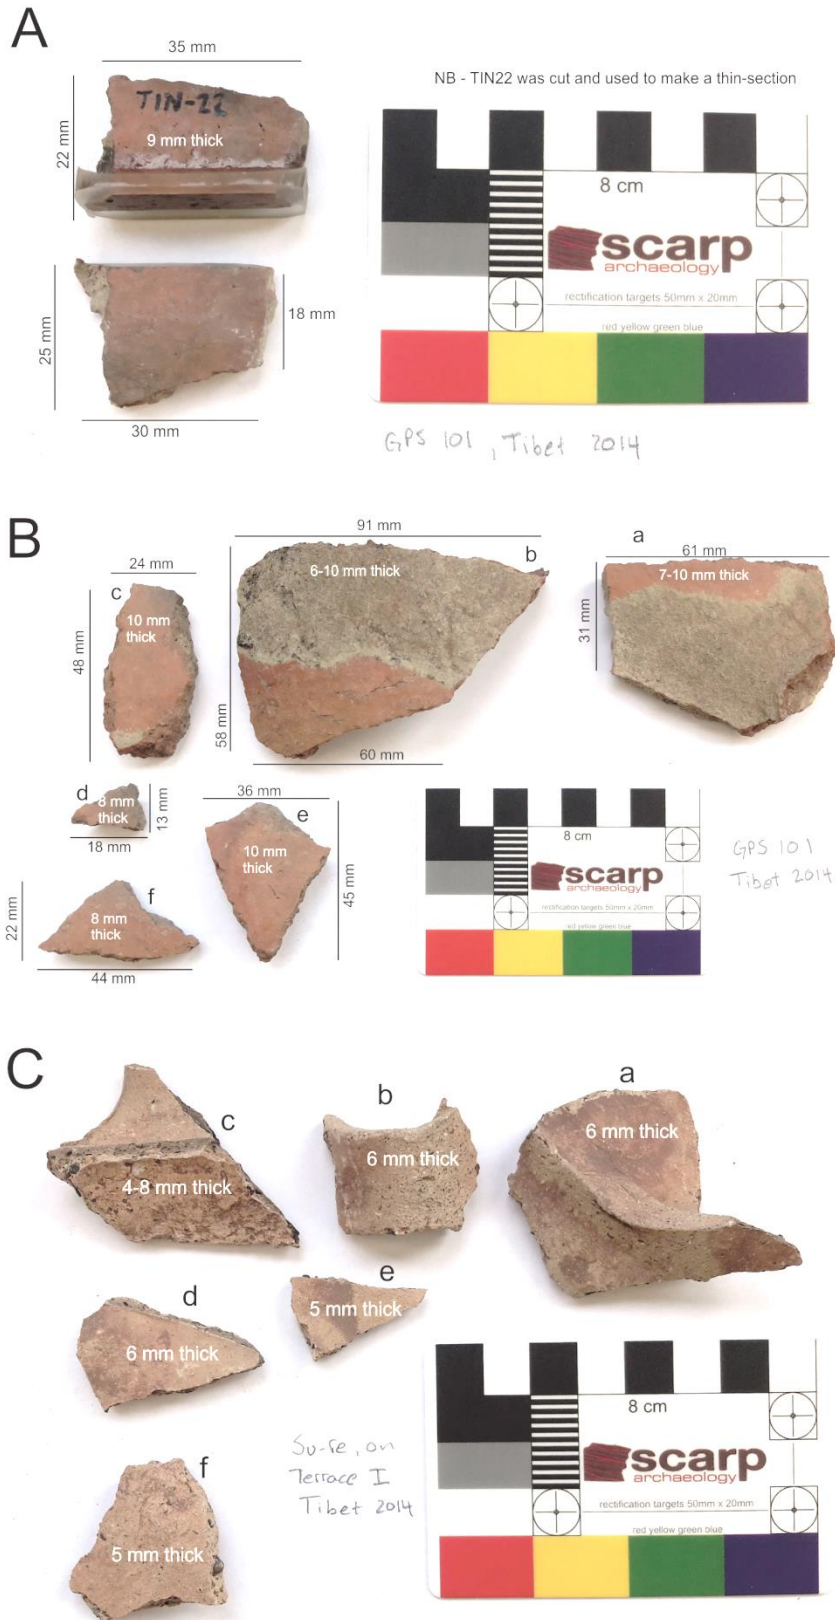 A
35 mm
NB - TIN22 was cut and used to make a thin-section
TIN-22
9 mm thick
22 mm
8 cm
scarp
archaeology
rectification targets 50mm x 20mm
red yellow green blue
25 mm
18 mm
30 mm
GPS 101, Tibet 2014
B
91 mm
a
61 mm
24 mm
b
c
6-10 mm thick
7-10 mm thick
10 mm
thick
48 mm
58 mm
31 mm
60 mm
d
8 mm
thick
13 mm
18 mm
36 mm
e
10 mm
thick
45 mm
f
8 mm
thick
22 mm
44 mm
8 cm
scarp
archaeology
rectification targets 50mm x 20mm
red yellow green blue
GPS 101
Tibet 2014
C
a
6 mm thick
b
6 mm thick
c
4-8 mm thick
d
6 mm thick
e
5 mm thick
f
5 mm thick
Su-re, on
Terrace I
Tibet 2014
8 cm
scarp
archaeology
rectification targets 50mm x 20mm
red yellow green blue